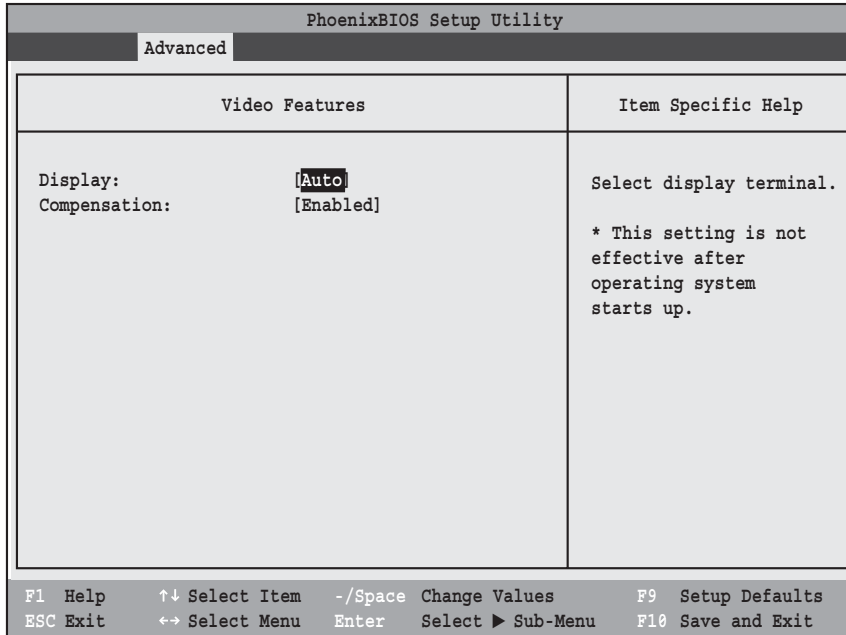 PhoenixBIOS Setup Utility
Advanced
Video Features
Item Specific Help
Display: [Auto]
Compensation: [Enabled]
Select display terminal.
* This setting is not
effective after
operating system
starts up.
F1 Help ↑↓ Select Item -/Space Change Values F9 Setup Defaults
ESC Exit ←→ Select Menu Enter Select ▶ Sub-Menu F10 Save and Exit